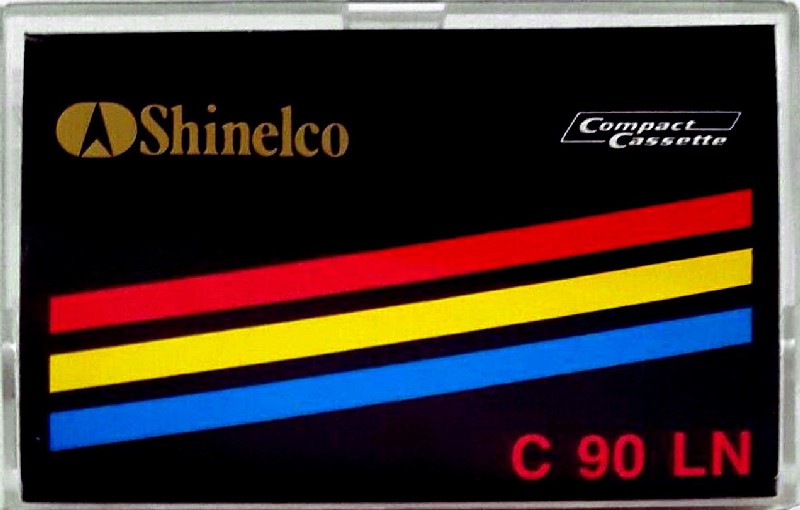 Shinelco
Compact
Cassette
C 90 LN